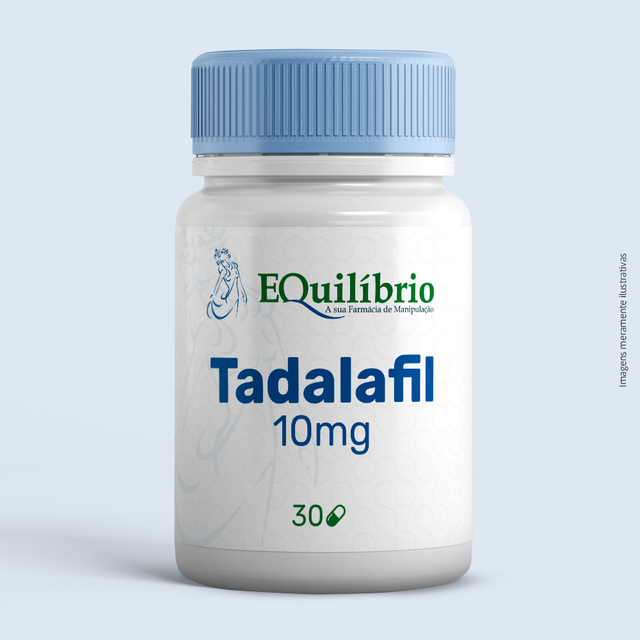 EQuilíbrio
A sua Farmácia de Manipulação
Tadalafil
10mg
30
Imagens meramente ilustrativas